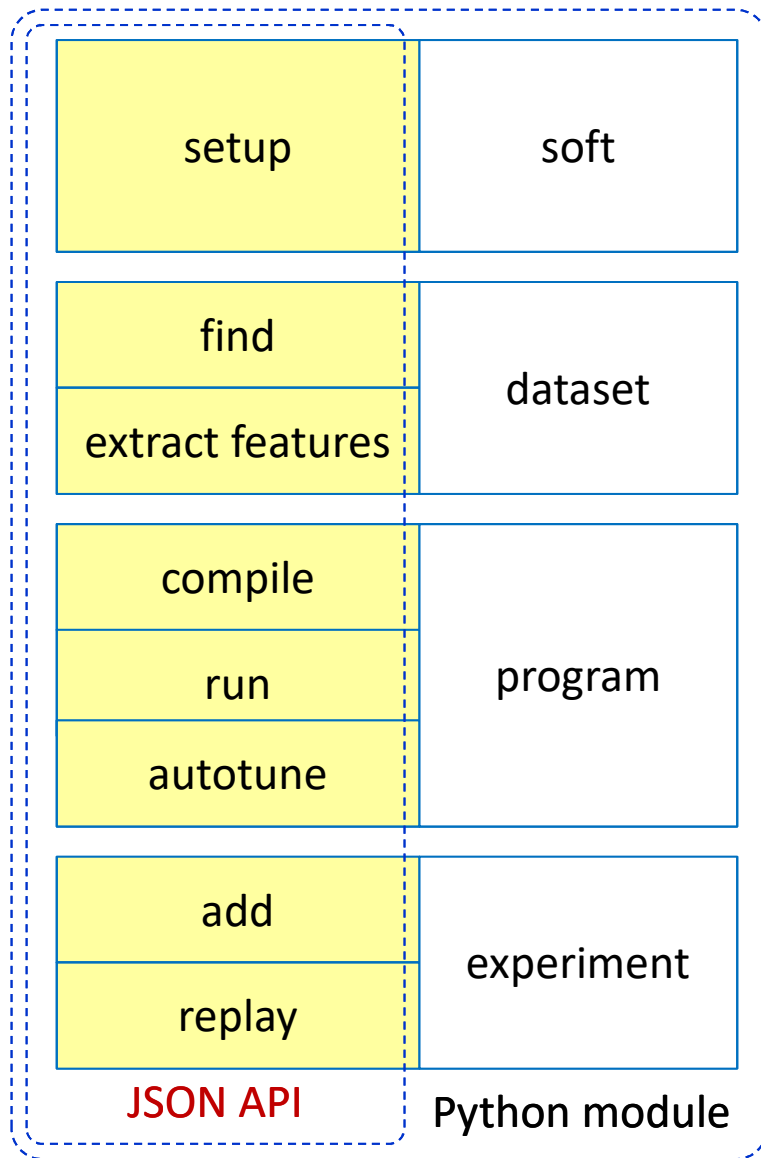 setup
soft
find
extract features
dataset
compile
run
autotune
program
add
replay
experiment
JSON API
Python module